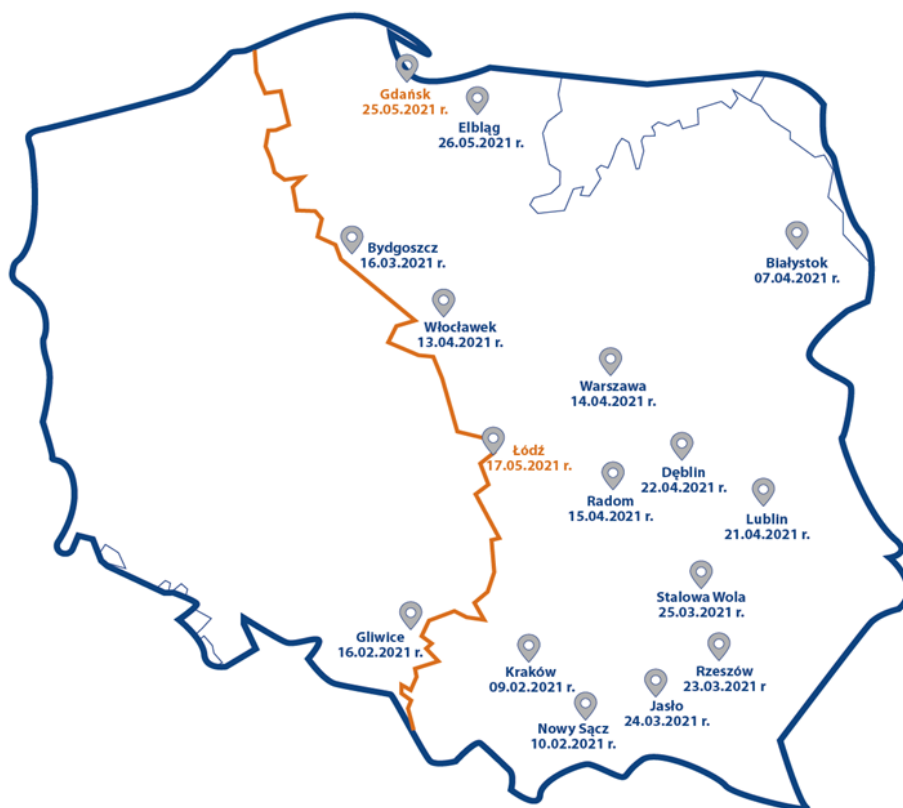 Gdańsk
25.05.2021 r.
Elbląg
26.05.2021 r.
Bydgoszcz
16.03.2021 r.
Białystok
07.04.2021 r.
Włocławek
13.04.2021 r.
Warszawa
14.04.2021 r.
Łódź
17.05.2021 r.
Dęblin
22.04.2021 r.
Radom
15.04.2021 r.
Lublin
21.04.2021 r.
Stalowa Wola
25.03.2021 r.
Gliwice
16.02.2021 r.
Kraków
09.02.2021 r.
Rzeszów
23.03.2021 r
Jasło
24.03.2021 r.
Nowy Sącz
10.02.2021 r.